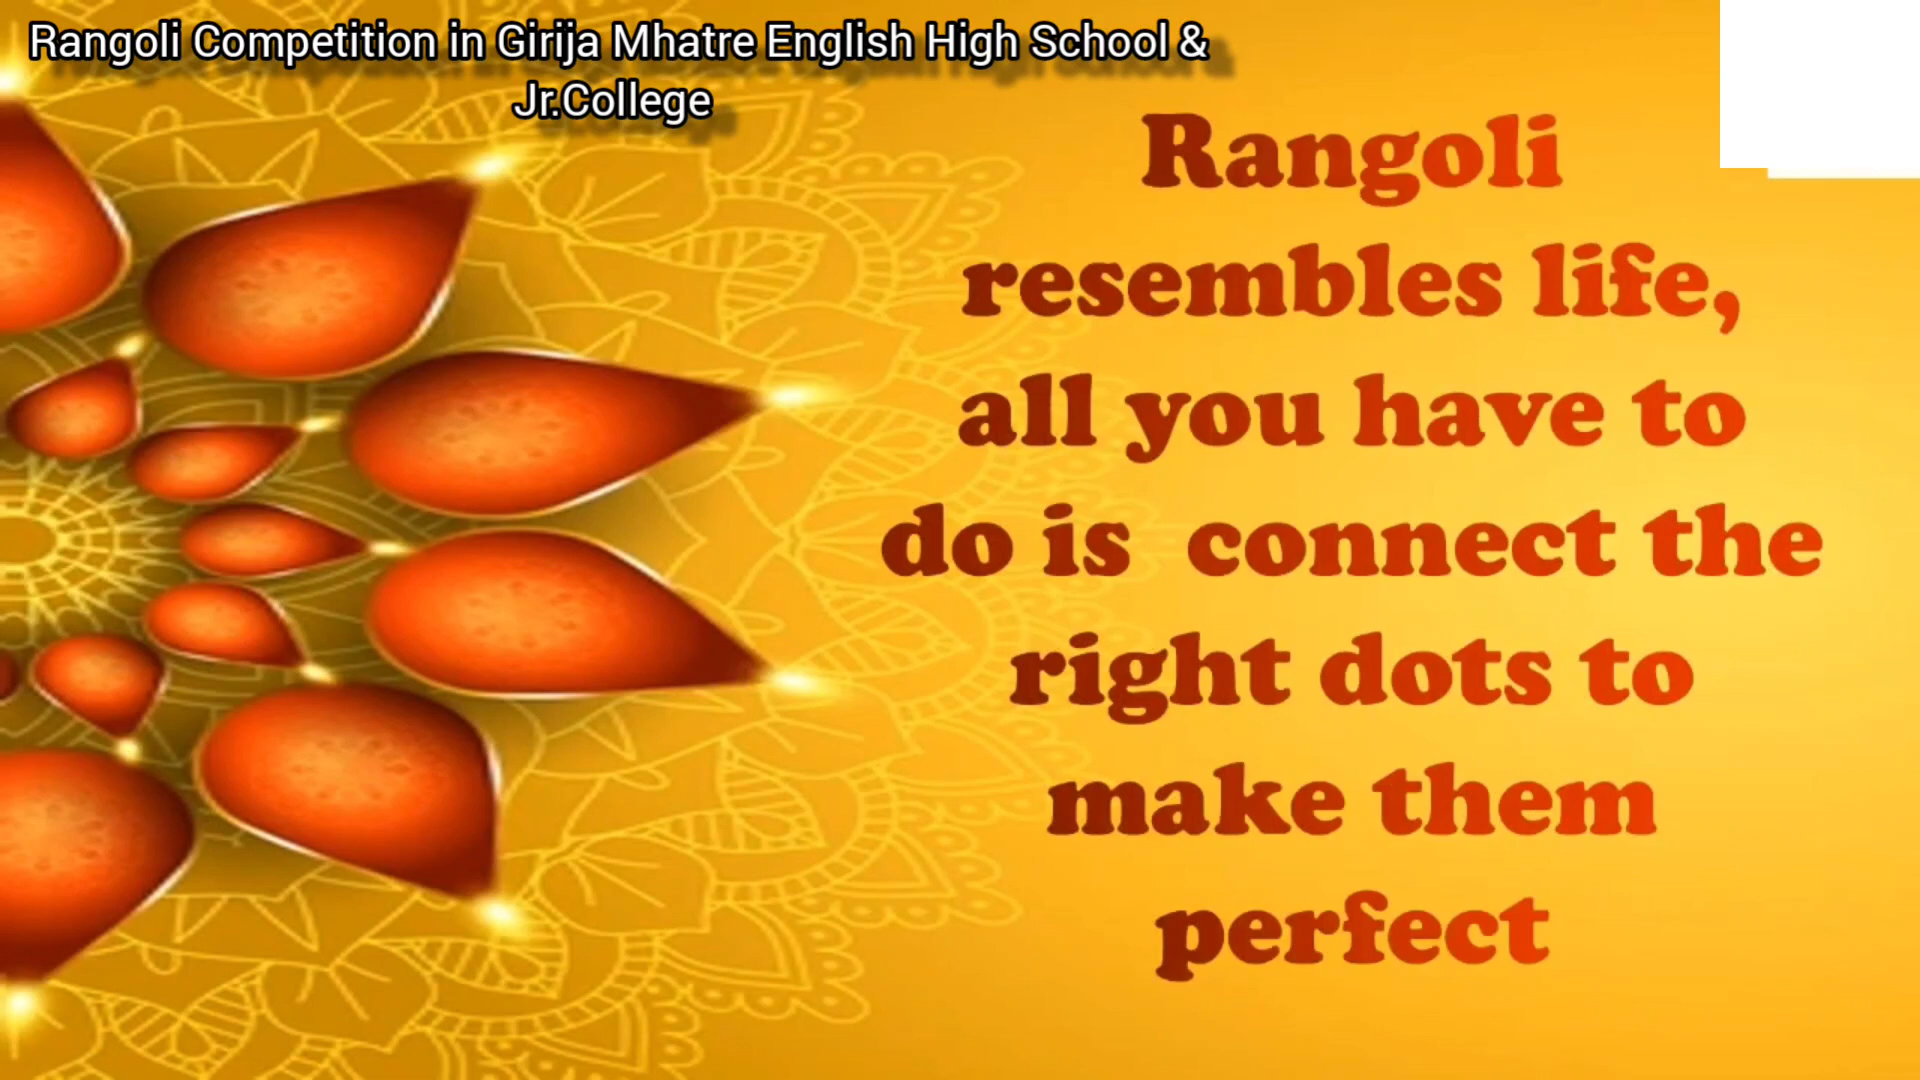 Rangoli Competition in Girija Mhatre English High School &
Jr.College
Rangoli
resembles life,
all you have to
do is  connect the
right dots to
make them
perfect